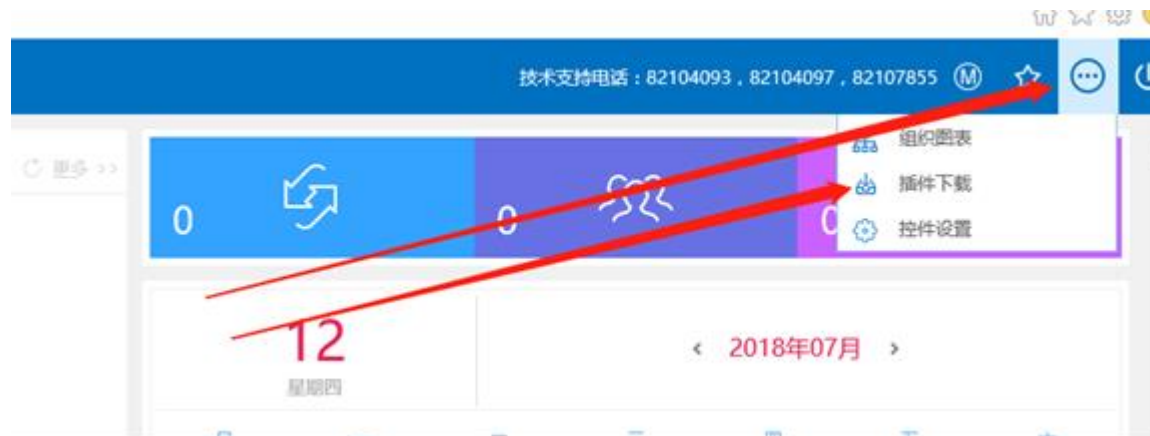 技术支持电话：82104093，82104097，82107855 M
组织图表
更多 >>
插件下载
0 0 0
控件设置
12
< 2018年07月 >
星期四